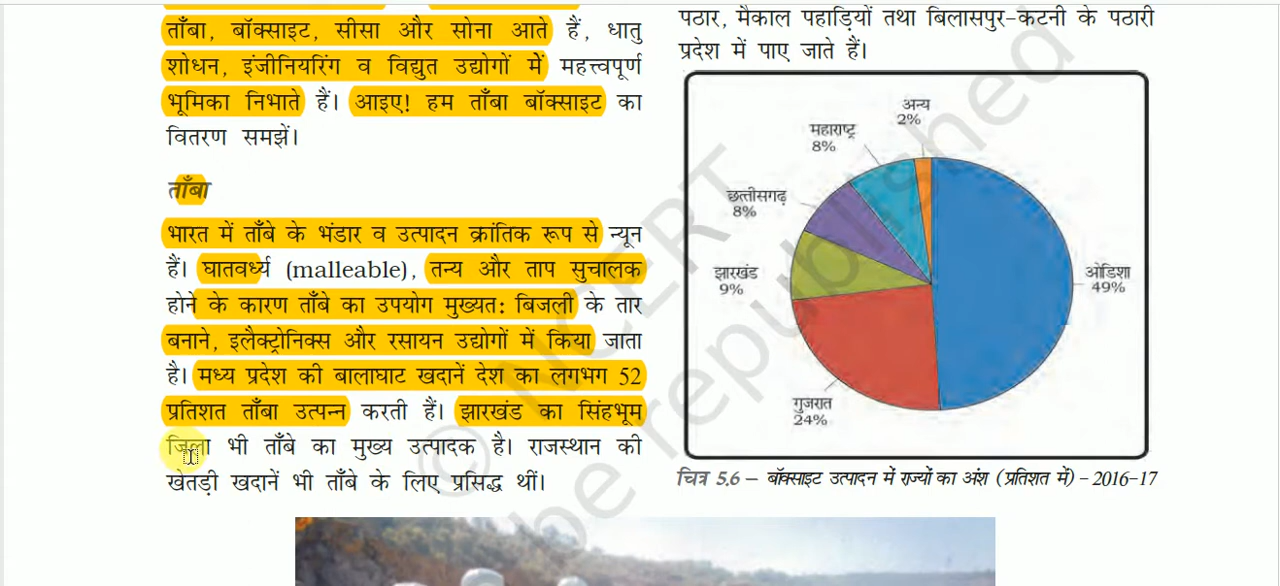 ताँबा, बॉक्साइट, सीसा और सोना आते हैं, धातु
शोधन, इंजीनियरिंग व विद्युत उद्योगों में महत्त्वपूर्ण
भूमिका निभाते हैं। आइए! हम ताँबा बॉक्साइट का
वितरण समझें।
ताँबा
भारत में ताँबे के भंडार व उत्पादन क्रांतिक रूप से न्यून
हैं। घातवर्ध्य (malleable), तन्य और ताप सुचालक
होने के कारण ताँबे का उपयोग मुख्यत: बिजली के तार
बनाने, इलैक्ट्रोनिक्स और रसायन उद्योगों में किया जाता
है। मध्य प्रदेश की बालाघाट खदानें देश का लगभग 52
प्रतिशत ताँबा उत्पन्न करती हैं। झारखंड का सिंहभूम
जिला भी ताँबे का मुख्य उत्पादक है। राजस्थान की
खेतड़ी खदानें भी ताँबे के लिए प्रसिद्ध थीं।
पठार, मैकाल पहाड़ियों तथा बिलासपुर-कटनी के पठारी
प्रदेश में पाए जाते हैं।
अन्य
2%
महाराष्ट्र
8%
छत्तीसगढ़
8%
झारखंड
9%
गुजरात
24%
ओडिशा
49%
चित्र 5.6 – बॉक्साइट उत्पादन में राज्यों का अंश (प्रतिशत में) – 2016-17
© NCERT
be republished